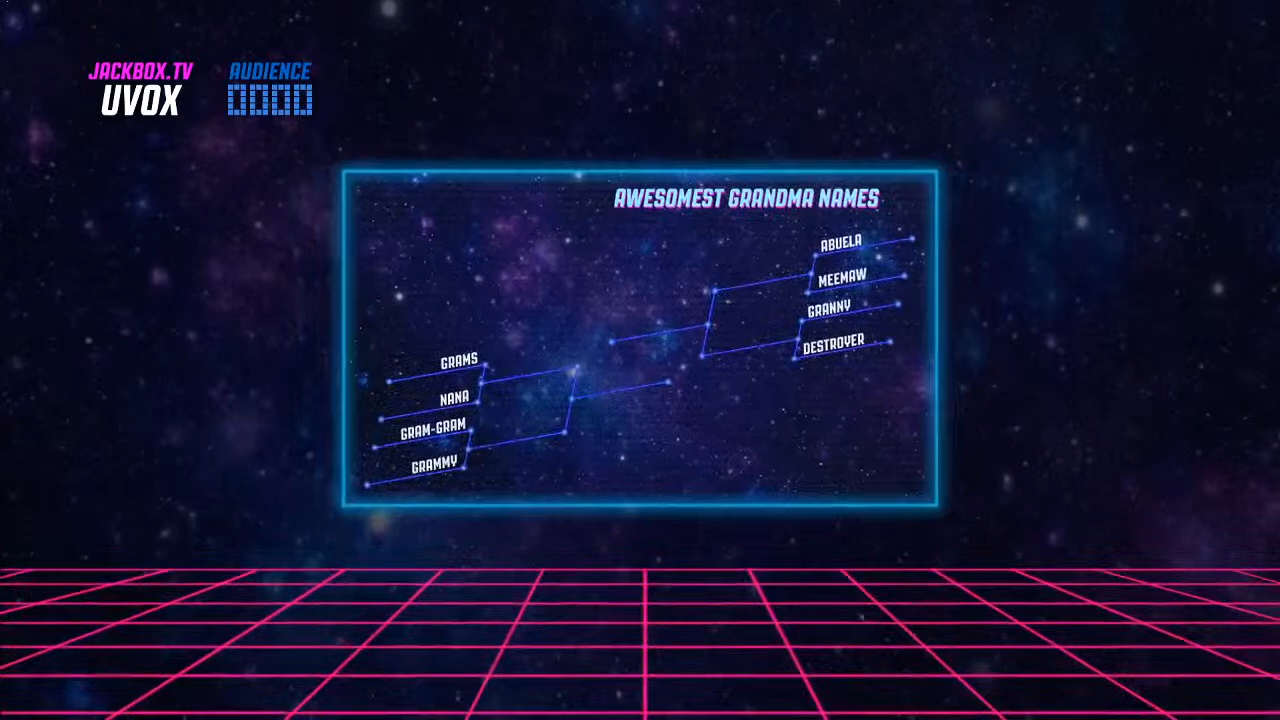 JACKBOX.TV
UVOX
AUDIENCE
0000
AWESOMEST GRANDMA NAMES
ABUELA
MEEMAW
GRANNY
DESTROYER
GRAMS
NANA
GRAM-GRAM
GRAMMY